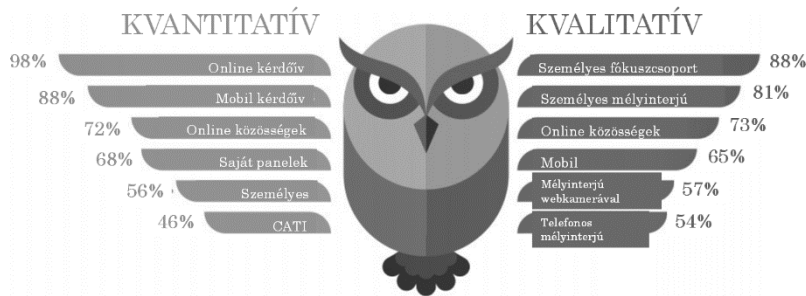 KVANTITATÍV
98% Online kérdőív
88% Mobil kérdőív
72% Online közösségek
68% Saját panelek
56% Személyes
46% CATI
KVALITATÍV
Személyes fókuszcsoport 88%
Személyes mélyinterjú 81%
Online közösségek 73%
Mobil 65%
Mélyinterjú
webkamerával 57%
Telefonos
mélyinterjú 54%